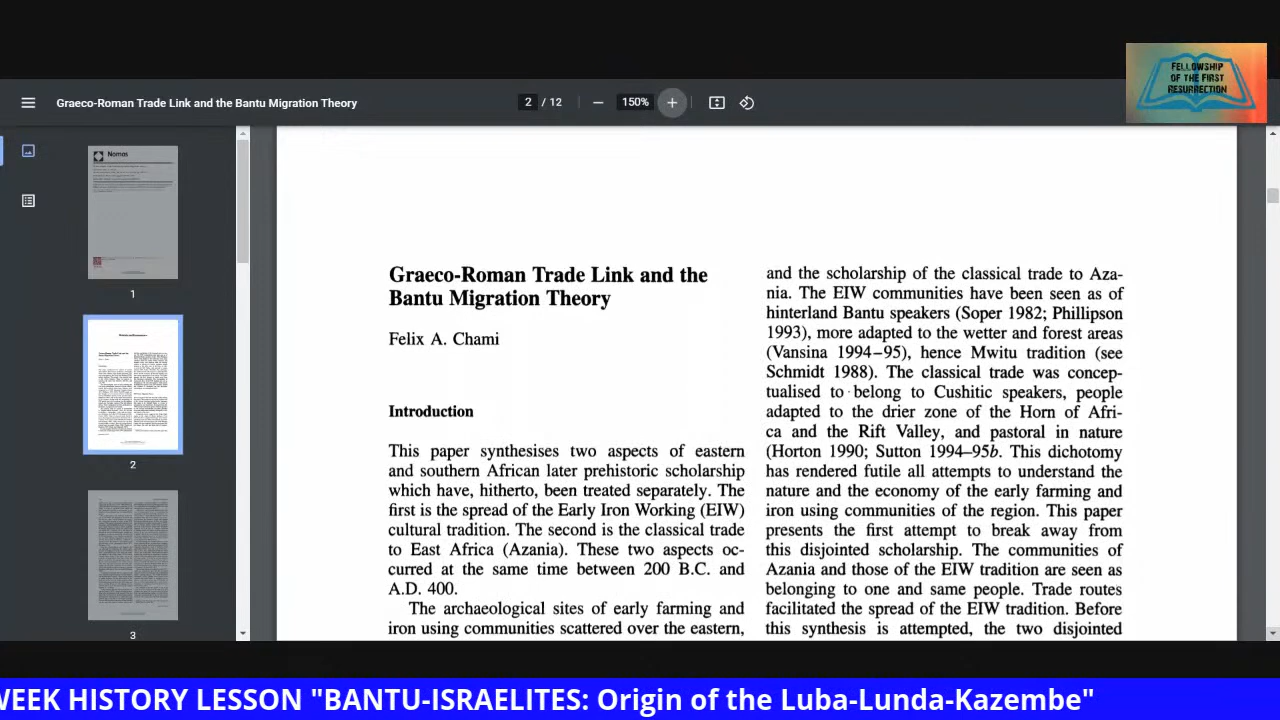 FELLOWSHIP
OF THE FIRST
RESURRECTION
Graeco-Roman Trade Link and the Bantu Migration Theory
2 / 12
150%
Nomos
1
2
3
Graeco-Roman Trade Link and the
Bantu Migration Theory
Felix A. Chami
Introduction
This paper synthesises two aspects of eastern
and southern African later prehistoric scholarship
which have, hitherto, been treated separately. The
first is the spread of the Early Iron Working (EIW)
cultural tradition. The second is the classical trade
to East Africa (Azania). These two aspects oc-
curred at the same time between 200 B.C. and
A.D. 400.
The archaeological sites of early farming and
iron using communities scattered over the eastern,
and the scholarship of the classical trade to Aza-
nia. The EIW communities have been seen as of
hinterland Bantu speakers (Soper 1982; Phillipson
1993), more adapted to the wetter and forest areas
(Vansina 1994–95), hence Mwitu tradition (see
Schmidt 1988). The classical trade was concep-
tualised to belong to Cushitic speakers, people
adapted to the drier zone of the Horn of Afri-
ca and the Rift Valley, and pastoral in nature
(Horton 1990; Sutton 1994–95b. This dichotomy
has rendered futile all attempts to understand the
nature and the economy of the early farming and
iron using communities of the region. This paper
presents the first attempt to break away from
this disjointed scholarship. The communities of
Azania and those of the EIW tradition are seen as
belonging to one and same people. Trade routes
facilitated the spread of the EIW tradition. Before
this synthesis is attempted, the two disjointed
WEEK HISTORY LESSON "BANTU-ISRAELITES: Origin of the Luba-Lunda-Kazembe"